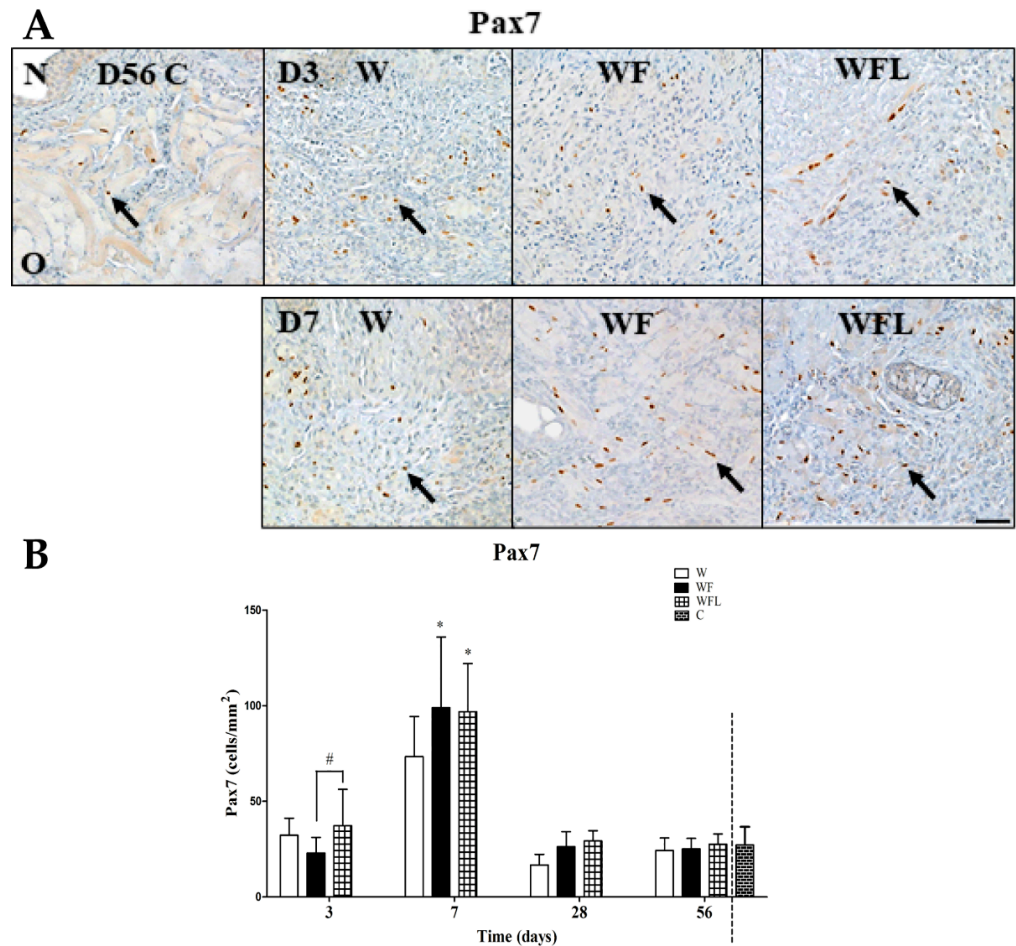 A
Pax7
N D56 C D3 W WF WFL
O
D7 W WF WFL
B
Pax7
W
WF
WFL
C
150
100
50
0
Pax7 (cells/mm²)
* *
#
3 7 28 56
Time (days)